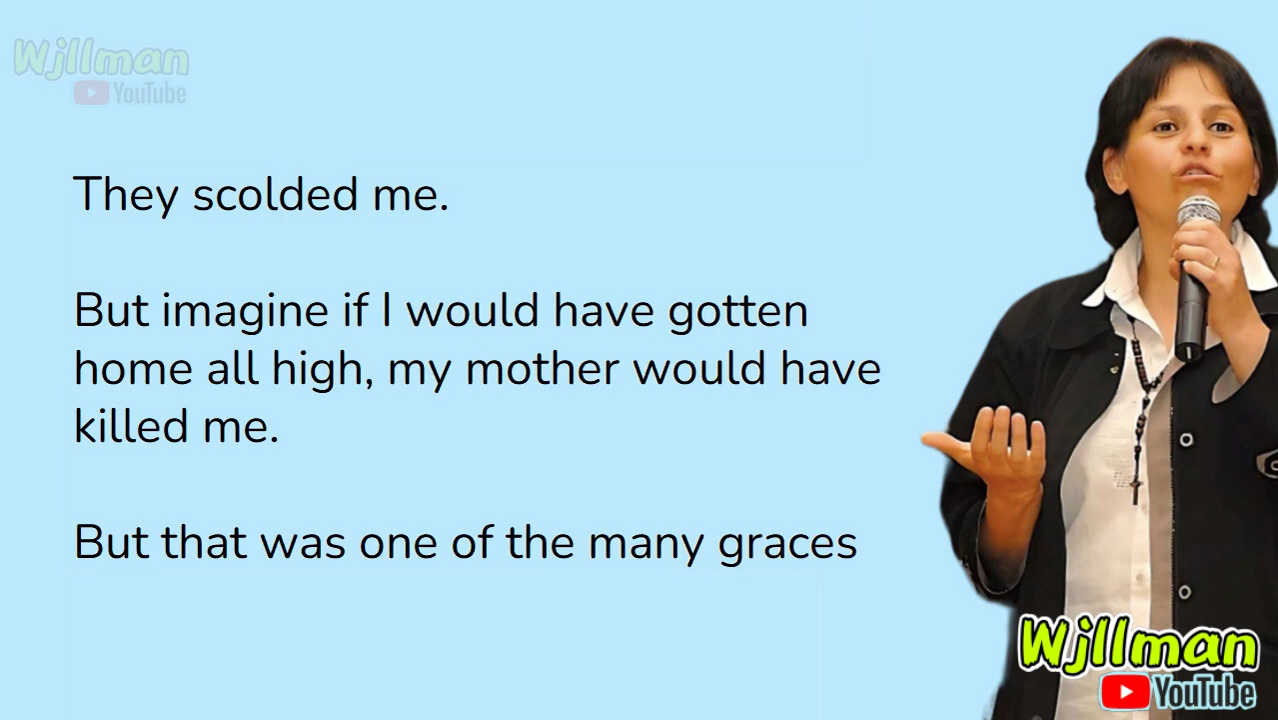 Wjllman
YouTube
They scolded me.
But imagine if I would have gotten
home all high, my mother would have
killed me.
But that was one of the many graces
Wjllman
YouTube